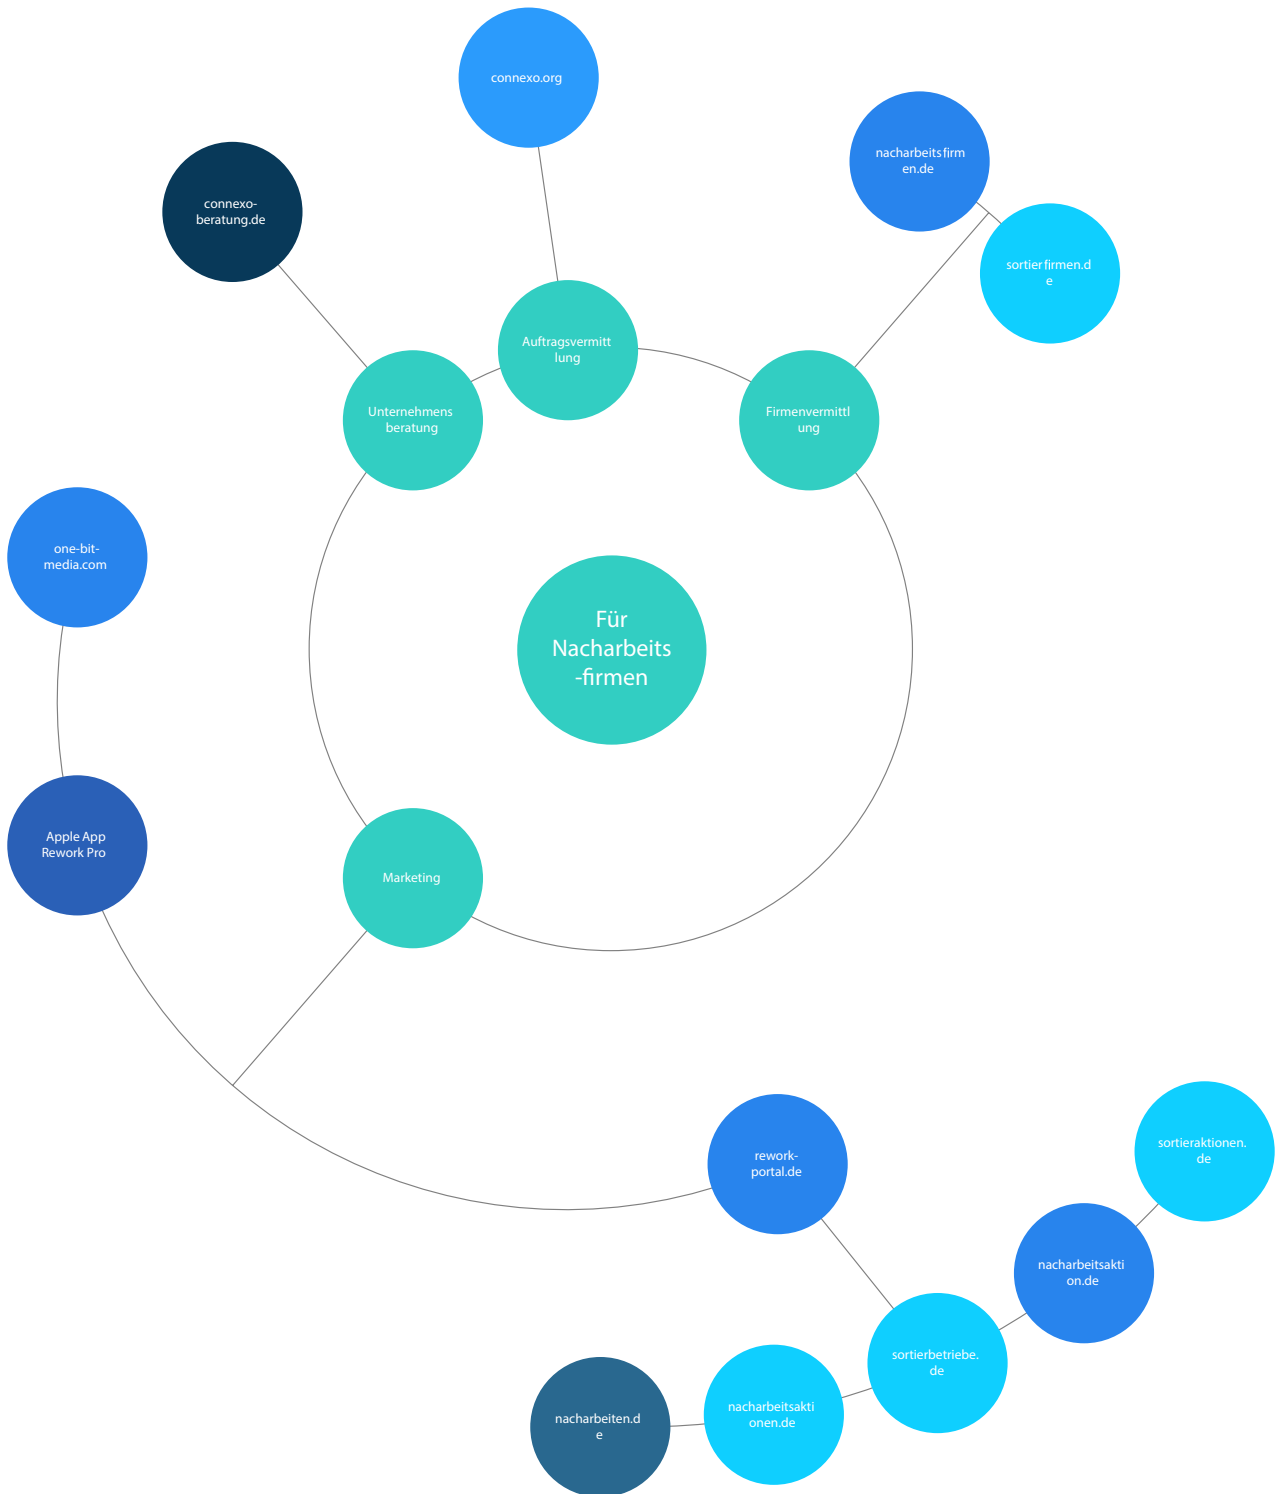 connexo.org
nacharbeitsfirm
en.de
connexo-
beratung.de
sortierfirmen.d
e
Auftragsvermitt
lung
Unternehmens
beratung
Firmenvermittl
ung
one-bit-
media.com
Für
Nacharbeits
-firmen
Apple App
Rework Pro
Marketing
rework-
portal.de
sortieraktionen.
de
nacharbeitsakti
on.de
sortierbetriebe.
de
nacharbeitsakti
onen.de
nacharbeiten.d
e